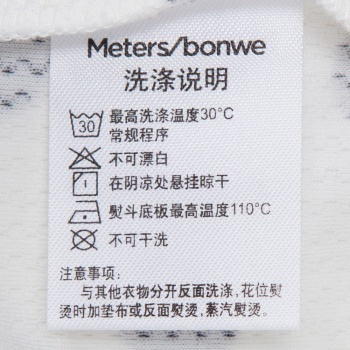 Meters/bonwe
洗涤说明
30 最高洗涤温度30°C
常规程序
不可漂白
在阴凉处悬挂晾干
熨斗底板最高温度110°C
不可干洗
注意事项：
与其他衣物分开反面洗涤，花位熨
烫时加垫布或反面熨烫，蒸汽熨烫。